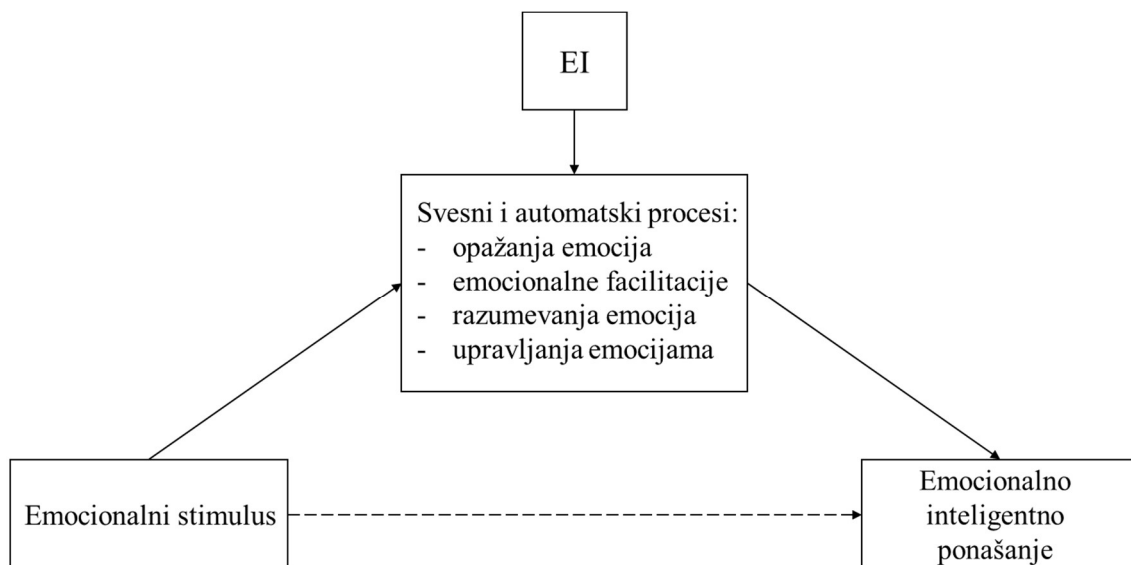 EI
Svesni i automatski procesi:
- opažanja emocija
- emocionalne facilitacije
- razumevanja emocija
- upravljanja emocijama
Emocionalni stimulus
Emocionalno
inteligentno
ponašanje